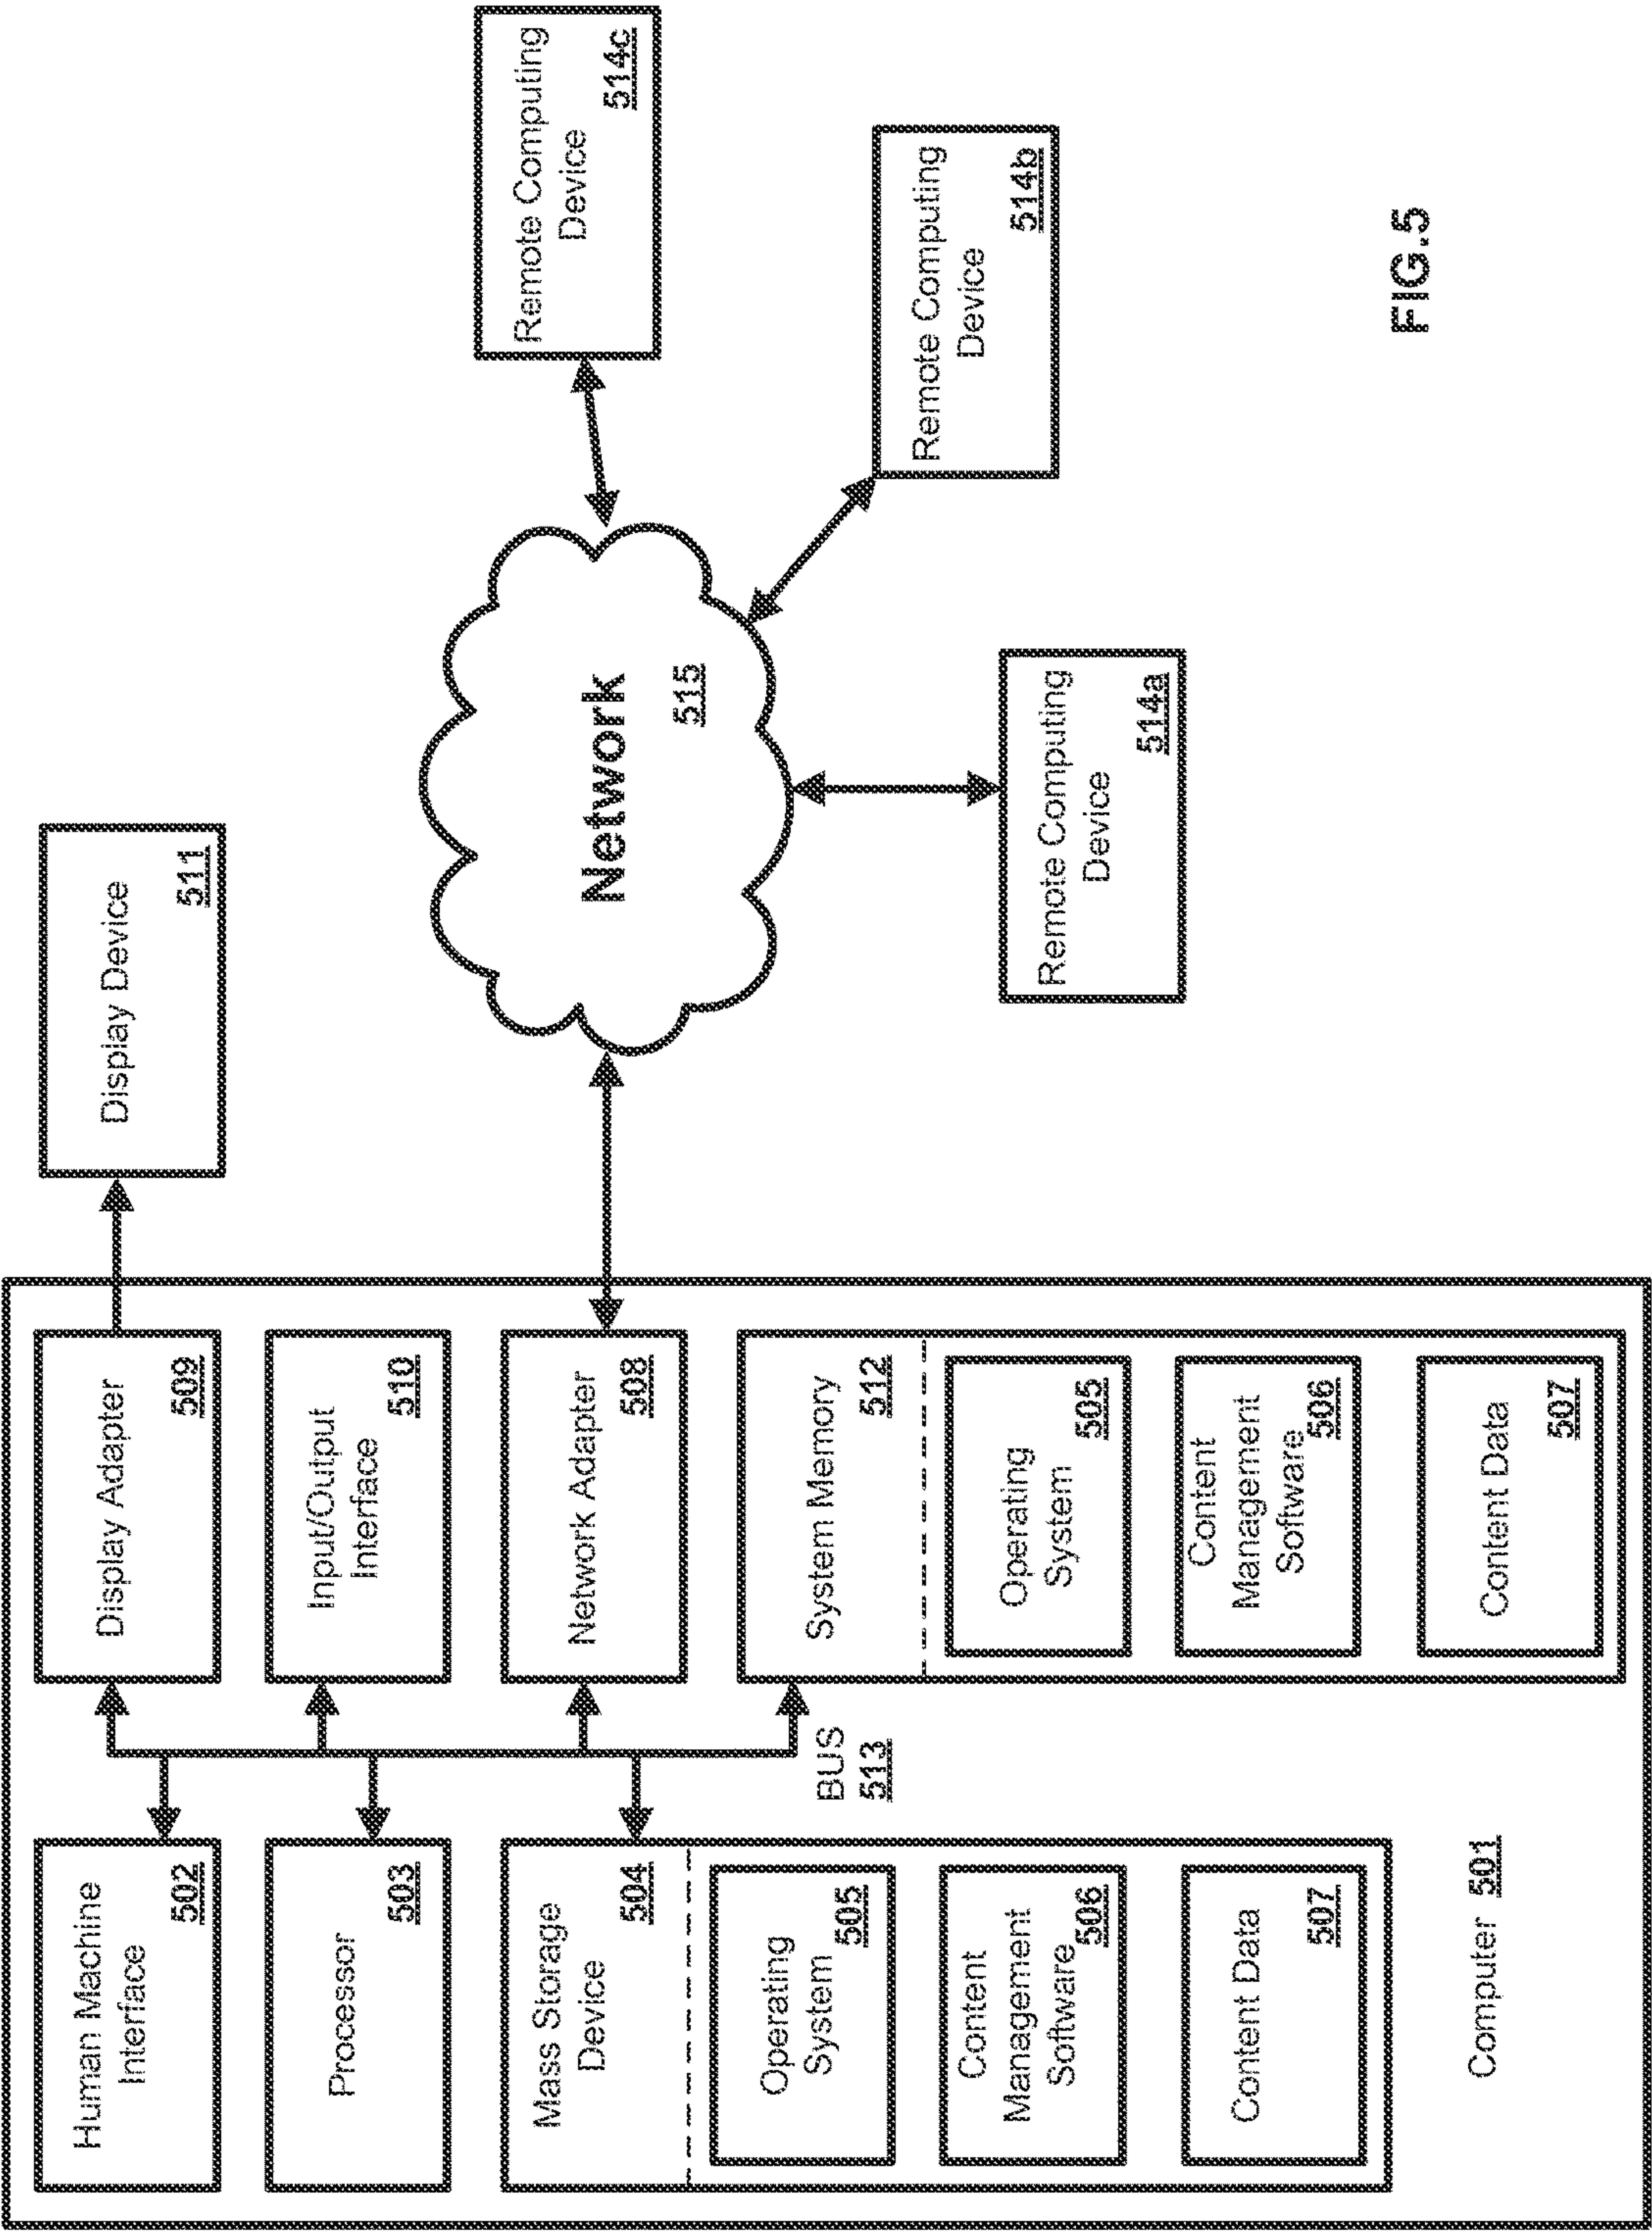 Human Machine
Interface
502
Processor
503
Mass Storage
Device
504
Operating
System
505
Content
Management
Software
506
Content Data
507
Computer 501
BUS
513
Display Adapter
509
Input/Output
Interface
510
Network Adapter
508
System Memory
512
Operating
System
505
Content
Management
Software
506
Content Data
507
Display Device
511
Network
515
Remote Computing
Device
514a
Remote Computing
Device
514b
Remote Computing
Device
514c
FIG.5